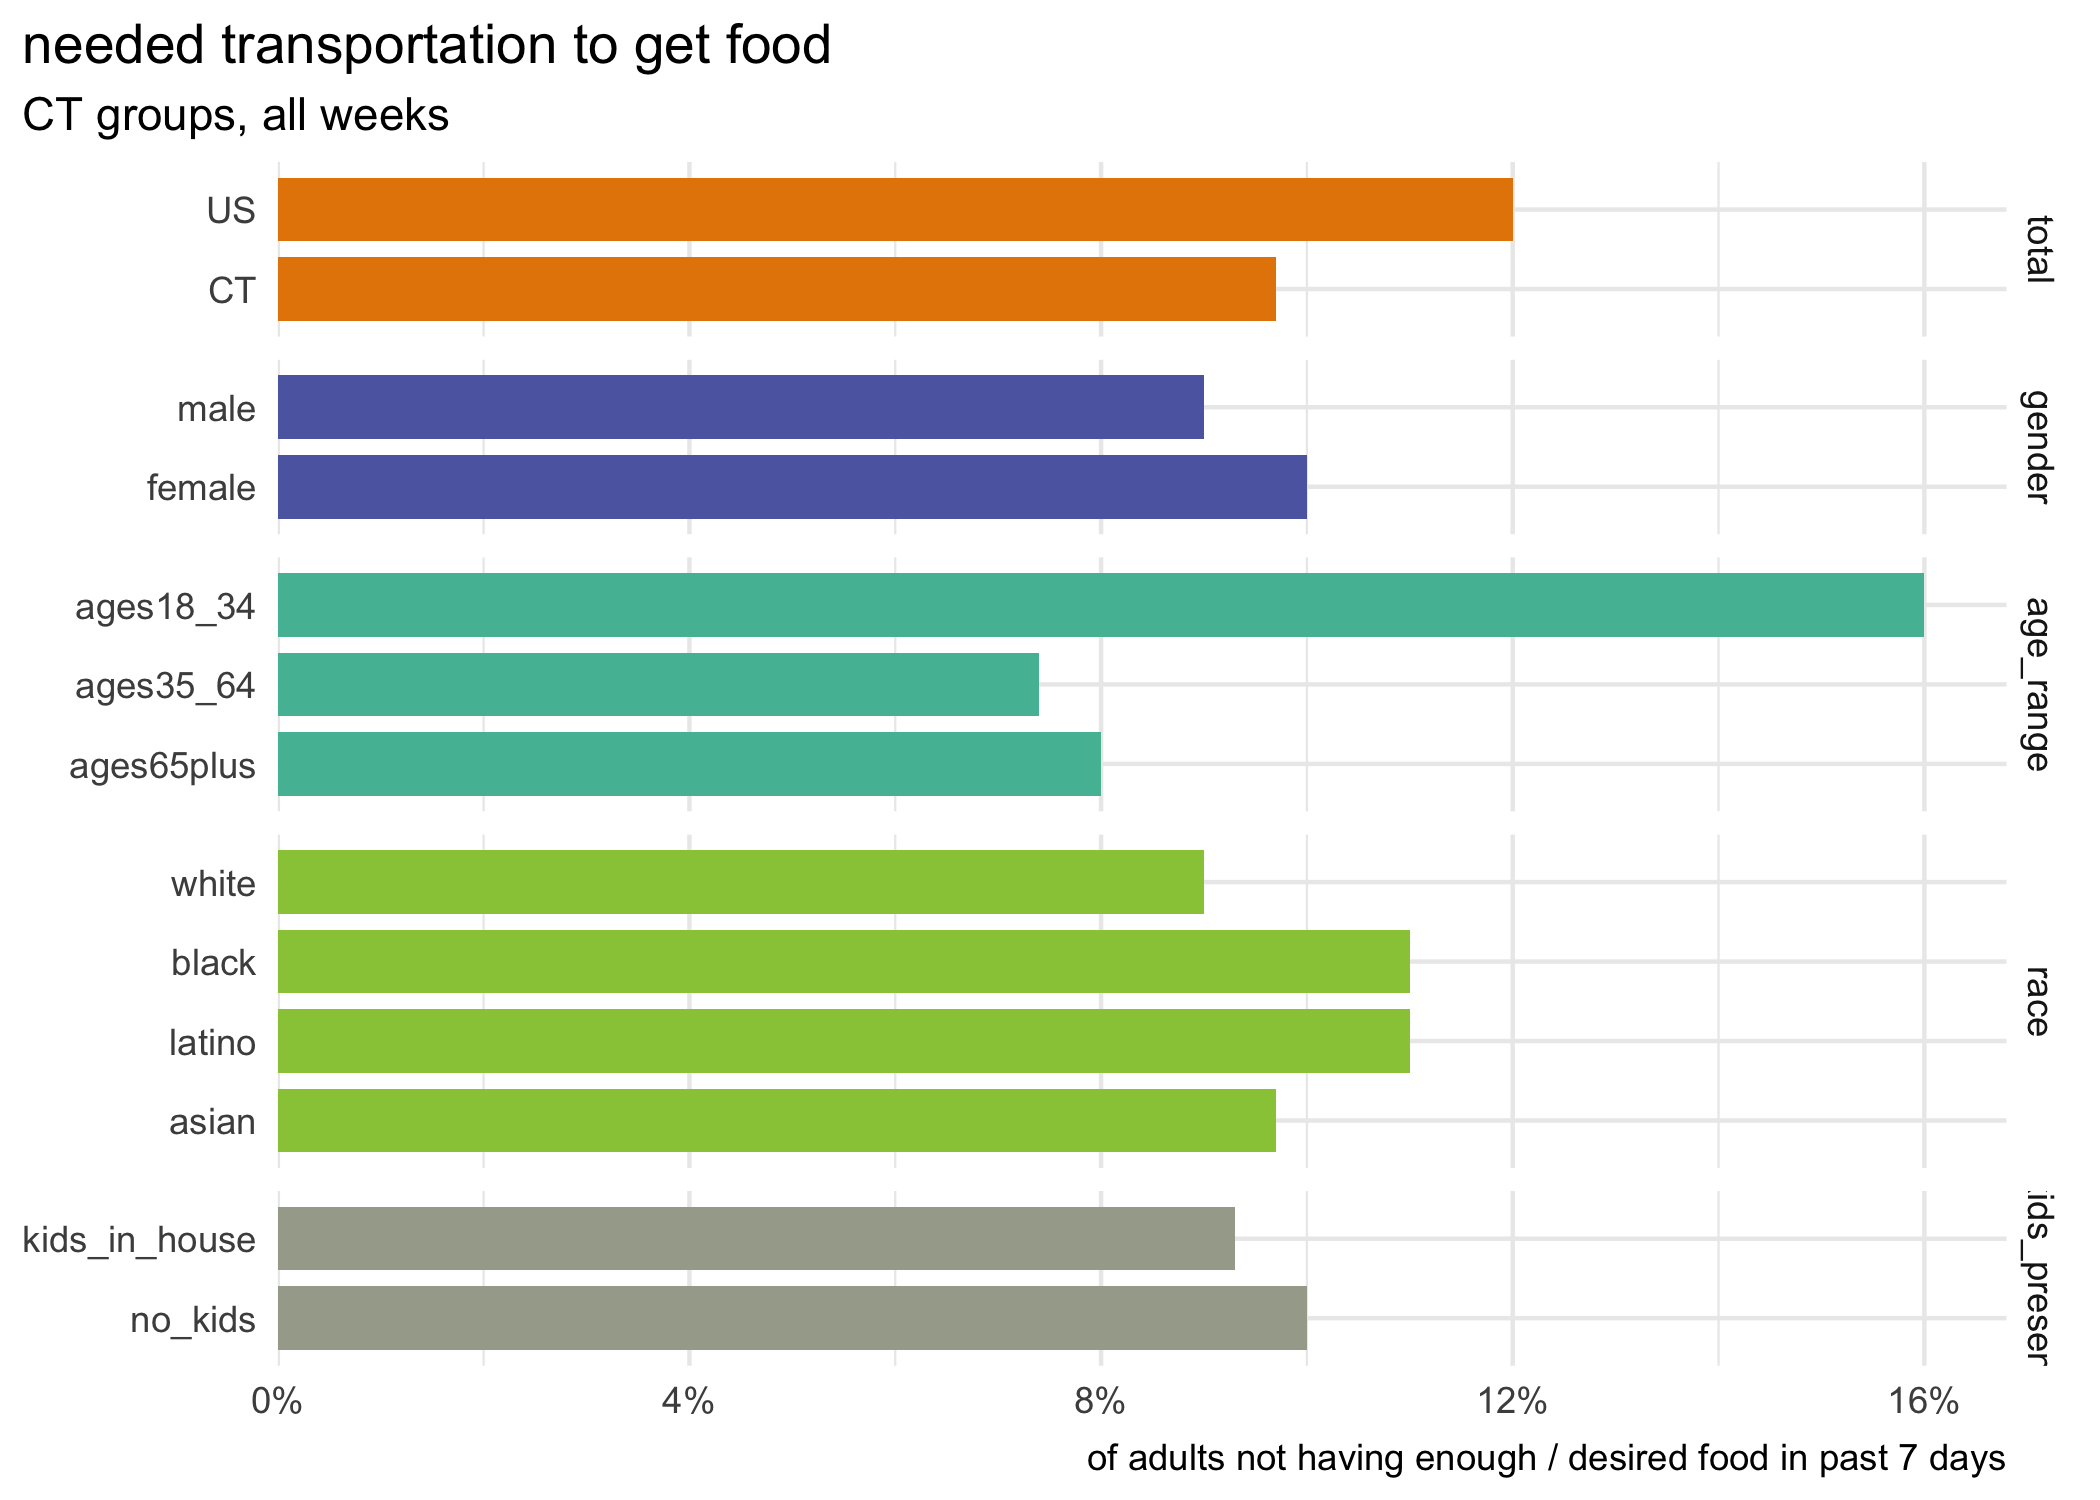 needed transportation to get food
CT groups, all weeks
US
CT
total
male
female
gender
ages18_34
ages35_64
ages65plus
age_range
white
black
latino
asian
race
kids_in_house
no_kids
ids_preser
0%
4%
8%
12%
16%
of adults not having enough / desired food in past 7 days